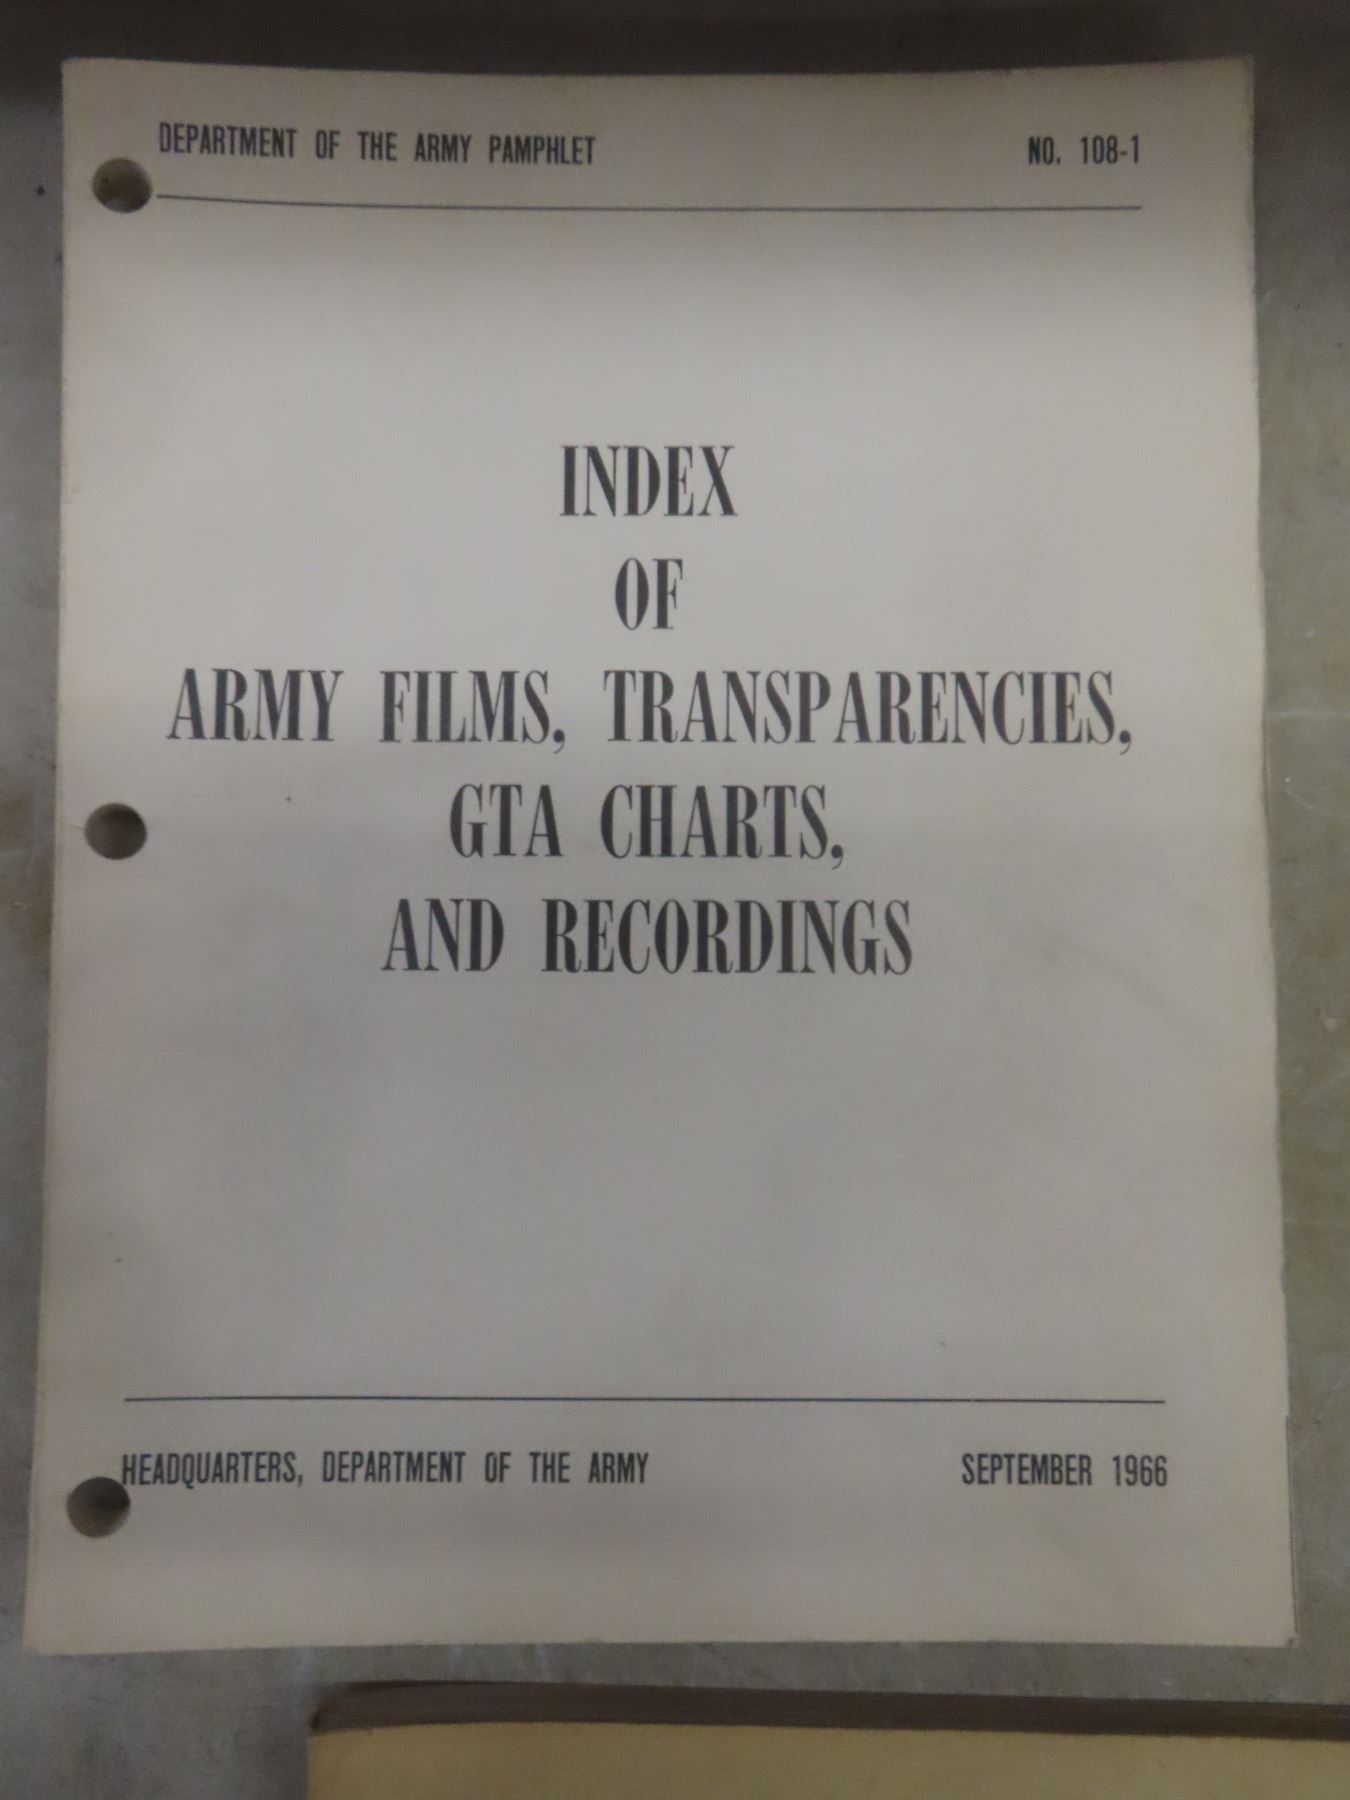 DEPARTMENT OF THE ARMY PAMPHLET NO. 108-1
INDEX
OF
ARMY FILMS, TRANSPARENCIES,
GTA CHARTS,
AND RECORDINGS
HEADQUARTERS, DEPARTMENT OF THE ARMY SEPTEMBER 1966